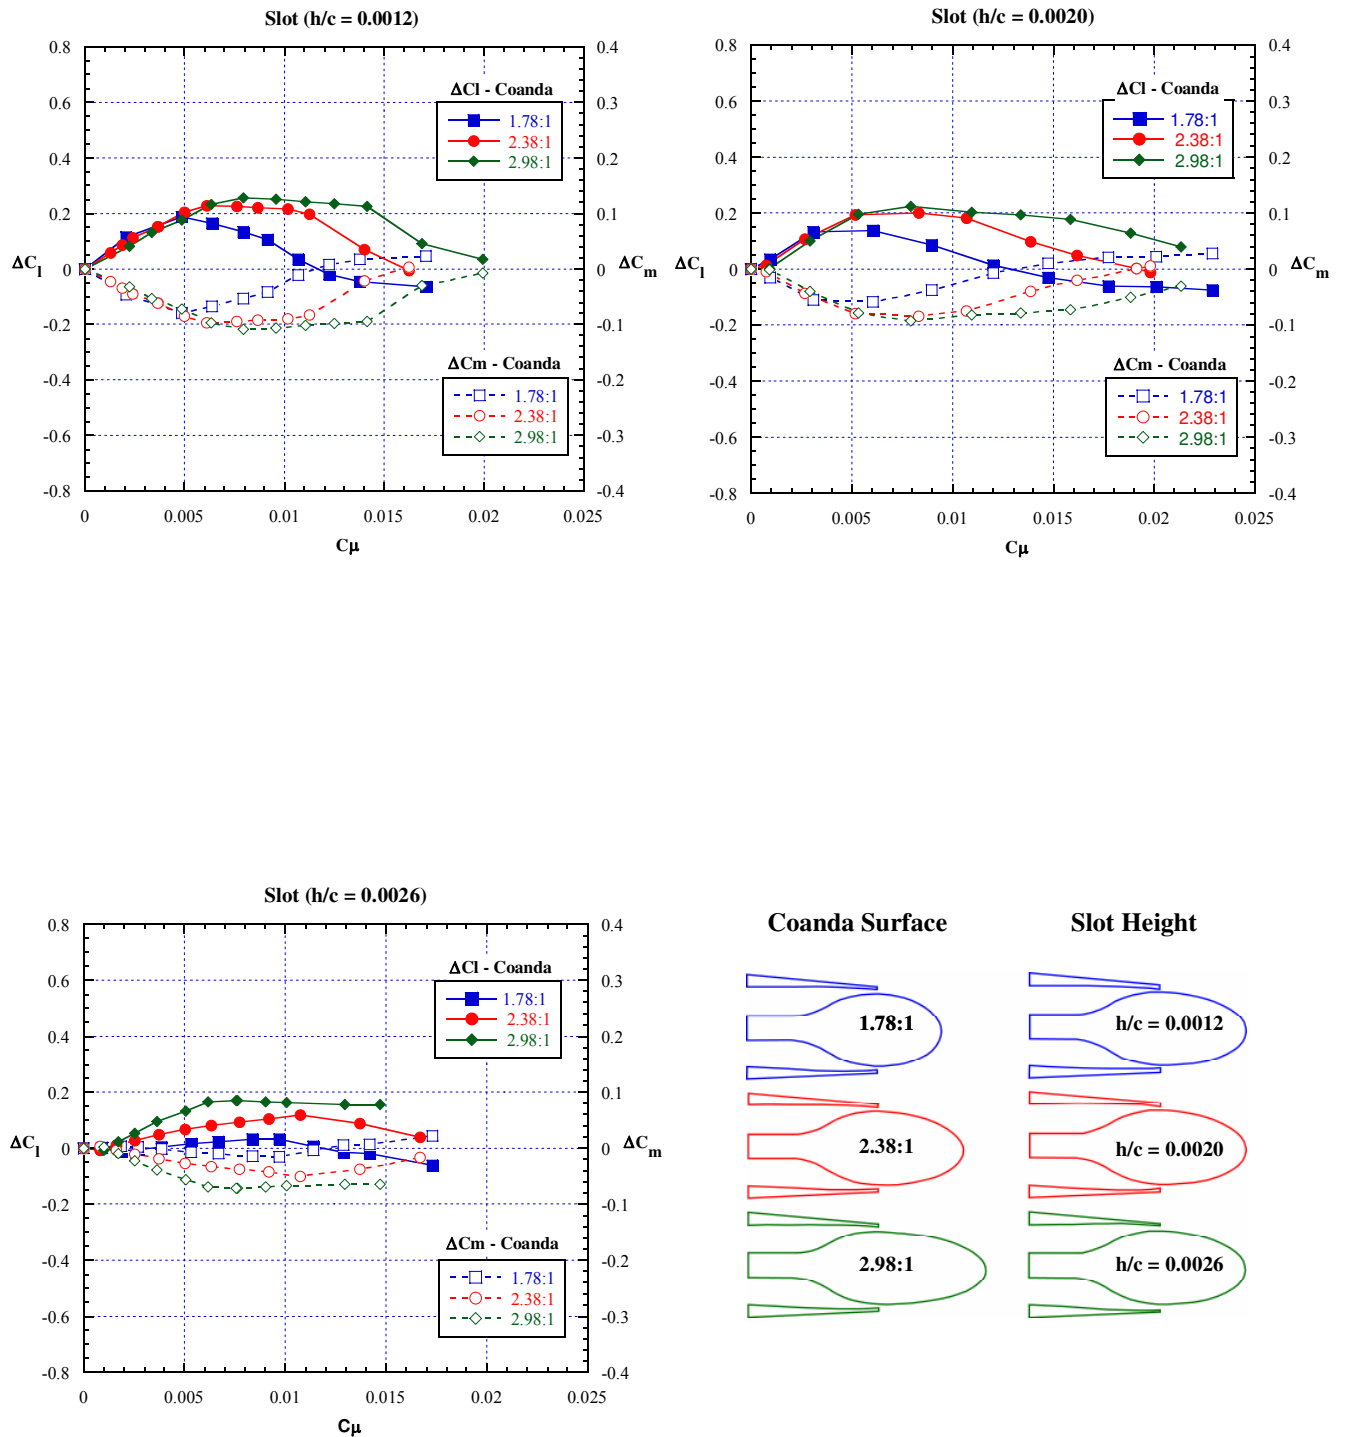 Slot (h/c = 0.0012)
0.8
0.6
0.4
0.2
0
-0.2
-0.4
-0.6
-0.8
ΔCl
0.4
0.3
0.2
0.1
0
-0.1
-0.2
-0.3
-0.4
ΔCm
ΔCl - Coanda
1.78:1
2.38:1
2.98:1
ΔCm - Coanda
1.78:1
2.38:1
2.98:1
0 0.005 0.01 0.015 0.02 0.025
Cμ
Slot (h/c = 0.0020)
0.8
0.6
0.4
0.2
0
-0.2
-0.4
-0.6
-0.8
ΔCl
0.4
0.3
0.2
0.1
0
-0.1
-0.2
-0.3
-0.4
ΔCm
ΔCl - Coanda
1.78:1
2.38:1
2.98:1
ΔCm - Coanda
1.78:1
2.38:1
2.98:1
0 0.005 0.01 0.015 0.02 0.025
Cμ
Slot (h/c = 0.0026)
0.8
0.6
0.4
0.2
0
-0.2
-0.4
-0.6
-0.8
ΔCl
0.4
0.3
0.2
0.1
0
-0.1
-0.2
-0.3
-0.4
ΔCm
ΔCl - Coanda
1.78:1
2.38:1
2.98:1
ΔCm - Coanda
1.78:1
2.38:1
2.98:1
0 0.005 0.01 0.015 0.02 0.025
Cμ
Coanda Surface
1.78:1
2.38:1
2.98:1
Slot Height
h/c = 0.0012
h/c = 0.0020
h/c = 0.0026